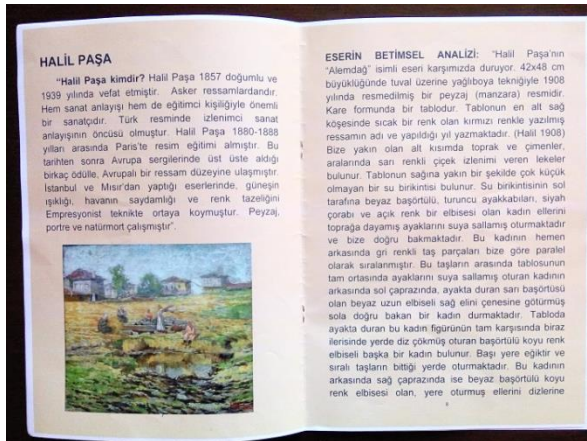 HALİL PAŞA
"Halil Paşa kimdir? Halil Paşa 1857 doğumlu ve
1939 yılında vefat etmiştir. Asker ressamlardandır.
Hem sanat anlayışı hem de eğitimci kişiliğiyle önemli
bir sanatçıdır. Türk resminde izlenimci sanat
anlayışının öncüsü olmuştur. Halil Paşa 1880-1888
yılları arasında Paris'te resim eğitimi almıştır. Bu
tarihten sonra Avrupa sergilerinde üst üste aldığı
birkaç ödülle, Avrupalı bir ressam düzeyine ulaşmıştır.
İstanbul ve Mısır'dan yaptığı eserlerinde, güneşin
ışıklığı, havanın saydamlığı ve renk tazeliğini
Empresyonist teknikte ortaya koymuştur. Peyzaj,
portre ve natürmort çalışmıştır".
ESERİN BETİMSEL ANALİZİ: "Halil Paşa'nın
"Alemdağ" isimli eseri karşımızda duruyor. 42x48 cm
büyüklüğünde tuval üzerine yağlıboya tekniğiyle 1908
yılında resmedilmiş bir peyzaj (manzara) resmidir.
Kare formunda bir tablodur. Tablonun en alt sağ
köşesinde sıcak bir renk olan kırmızı renkle yazılmış
ressamın adı ve yapıldığı yıl yazmaktadır. (Halil 1908)
Bize yakın olan alt kısımda toprak ve çimenler,
aralarında sarı renkli çiçek izlenimi veren lekeler
bulunur. Tablonun sağına yakın bir şekilde çok küçük
olmayan bir su birikintisi bulunur. Su birikintisinin sol
tarafına beyaz başörtülü, turuncu ayakkabıları, siyah
çorabı ve açık renk bir elbisesi olan kadın ellerini
toprağa dayamış ayaklarını suya sallamış oturmaktadır
ve bize doğru bakmaktadır. Bu kadının hemen
arkasında gri renkli taş parçaları bize göre paralel
olarak sıralanmıştır. Bu taşların arasında tablosunun
tam ortasında ayaklarını suya sallamış oturan kadının
arkasında sol çaprazında, ayakta duran sarı başörtüsü
olan beyaz uzun elbiseli sağ elini çenesine götürmüş
sola doğru bakan bir kadın durmaktadır. Tabloda
ayakta duran bu kadın figürünün tam karşısında biraz
ilerisinde yerde diz çökmüş oturan başörtülü koyu renk
elbiseli başka bir kadın bulunur. Başı yere eğiktir ve
sıralı taşların bittiği yerde oturmaktadır. Bu kadının
arkasında sağ çaprazında ise beyaz başörtülü koyu
renk elbisesi olan, yere oturmuş ellerini dizlerine